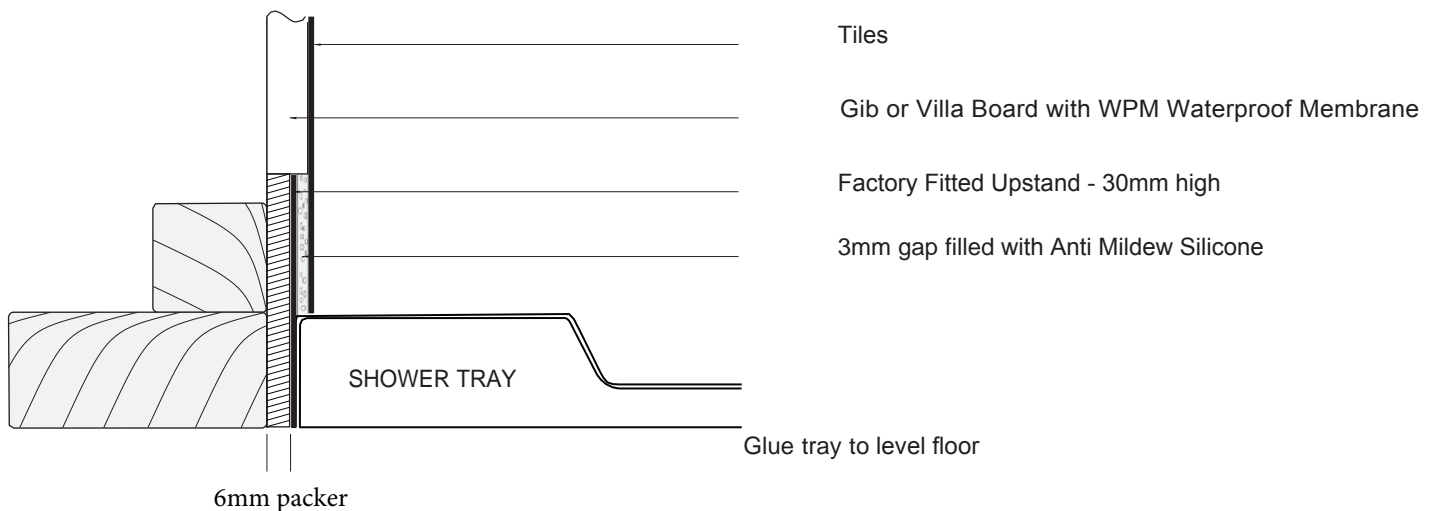 Tiles
Gib or Villa Board with WPM Waterproof Membrane
Factory Fitted Upstand - 30mm high
3mm gap filled with Anti Mildew Silicone
SHOWER TRAY
Glue tray to level floor
6mm packer